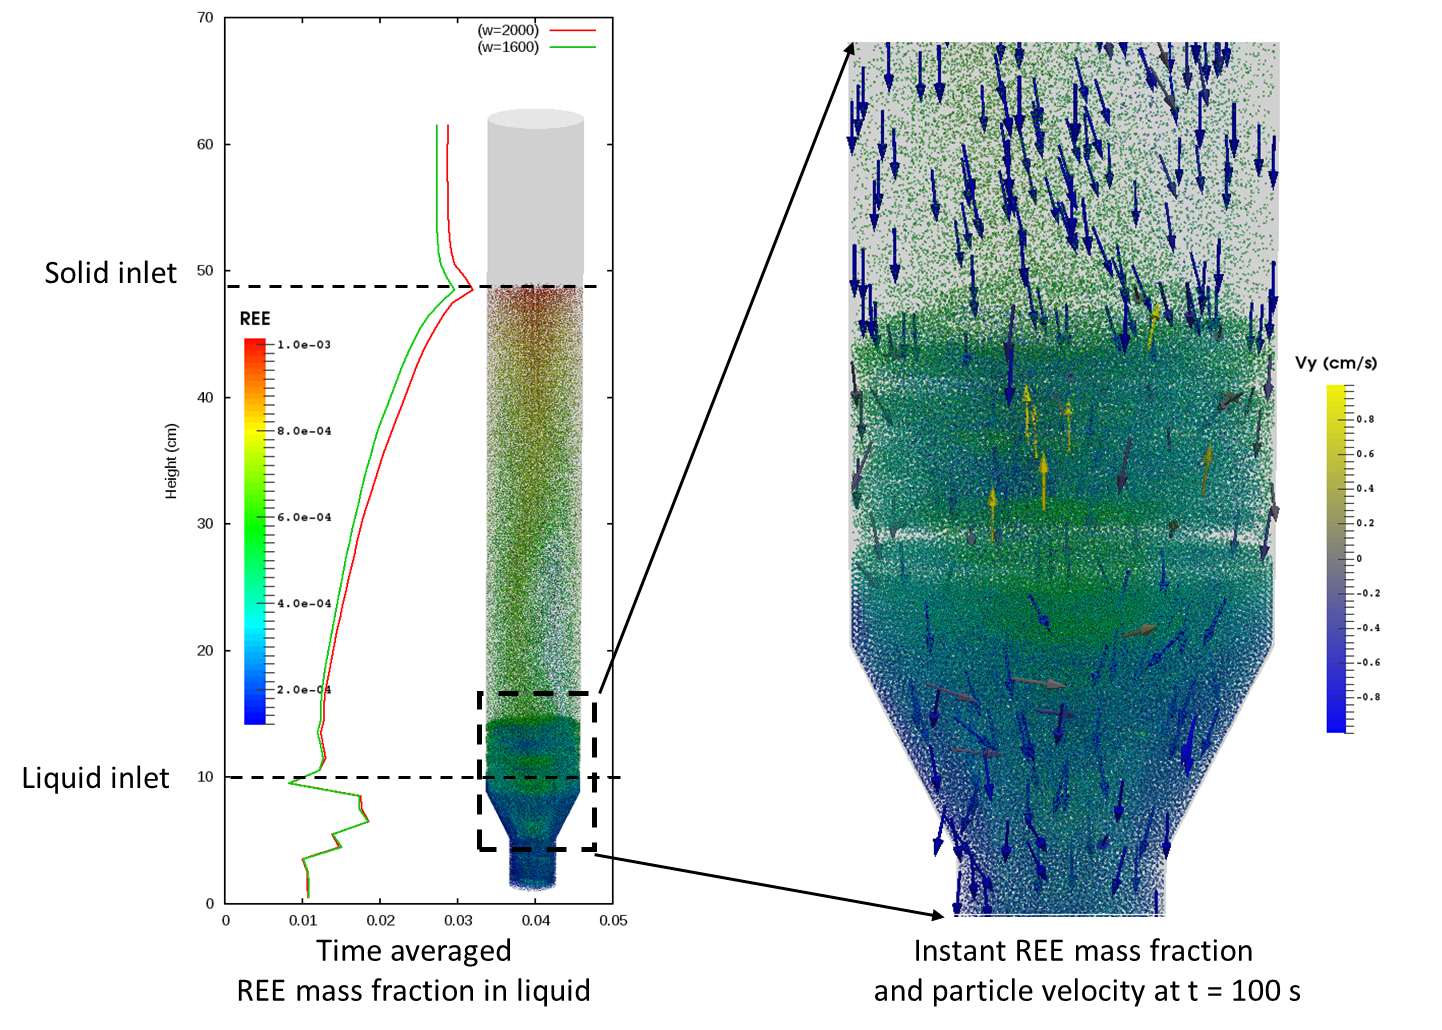 70
(w=2000)
(w=1600)
60
Solid inlet
50
REE
1.0e-03
Vy (cm/s)
40
8.0e-04
0.8
0.6
Height (cm)
0.4
30
6.0e-04
0.2
0
-0.2
4.0e-04
-0.4
20
-0.6
2.0e-04
-0.8
Liquid inlet
10
0
0 0.01 0.02 0.03 0.04 0.05
Time averaged
REE mass fraction in liquid
Instant REE mass fraction
and particle velocity at t = 100 s